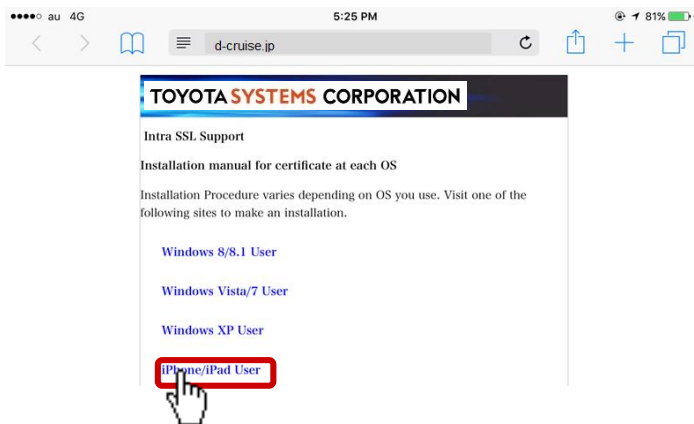 au 4G 5:25 PM 81%
d-cruise.jp
TOYOTA SYSTEMS CORPORATION
Intra SSL Support
Installation manual for certificate at each OS
Installation Procedure varies depending on OS you use. Visit one of the
following sites to make an installation.
Windows 8/8.1 User
Windows Vista/7 User
Windows XP User
iPhone/iPad User